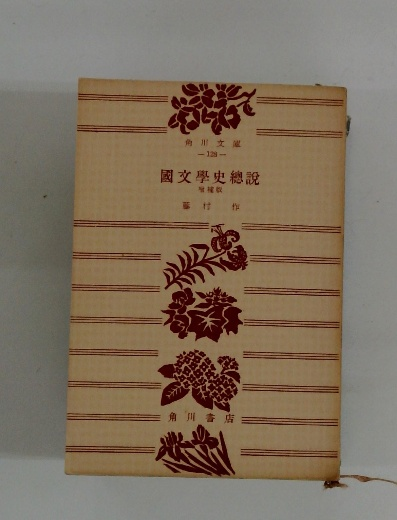 角川文庫
—128—
國文學史總說
增補版
藤村 作
角川書店